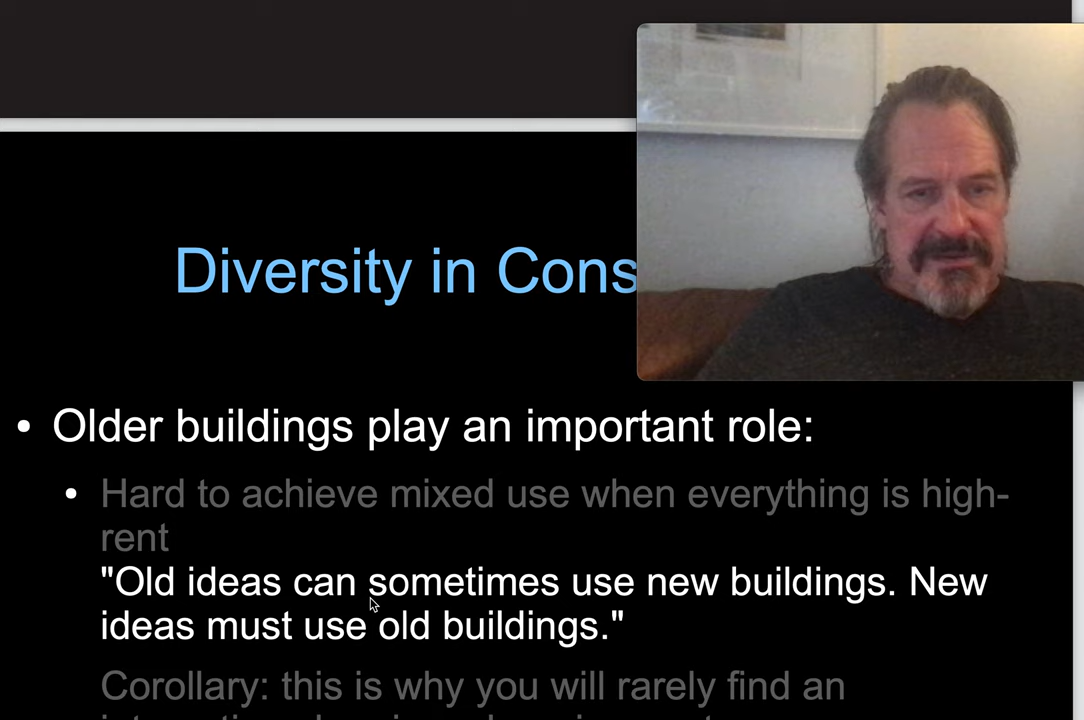 Diversity in Cons
Older buildings play an important role:
Hard to achieve mixed use when everything is high-
rent
"Old ideas can sometimes use new buildings. New
ideas must use old buildings."
Corollary: this is why you will rarely find an